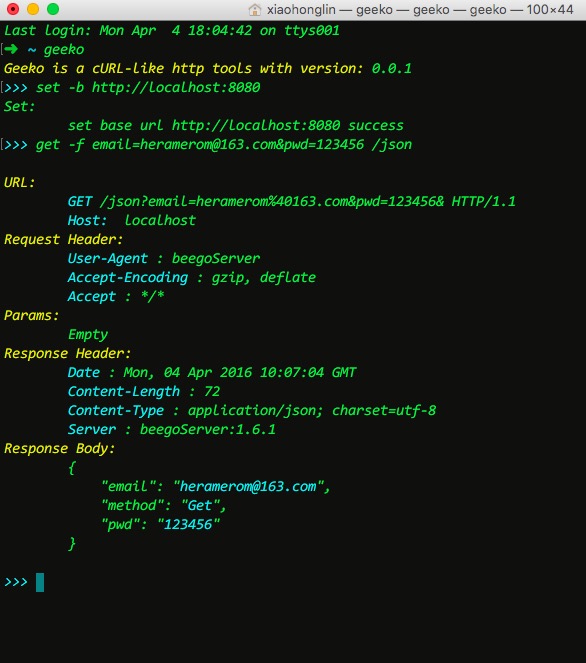 xiaohonglin — geeko — geeko — geeko — 100×44
Last login: Mon Apr  4 18:04:42 on ttys001
[➜  ~ geeko
Geeko is a cURL-like http tools with version: 0.0.1
[>>> set -b http://localhost:8080
Set:
        set base url http://localhost:8080 success
[>>> get -f email=heramerom@163.com&pwd=123456 /json
URL:
        GET /json?email=heramerom%40163.com&pwd=123456& HTTP/1.1
        Host:  localhost
Request Header:
        User-Agent : beegoServer
        Accept-Encoding : gzip, deflate
        Accept : */*
Params:
        Empty
Response Header:
        Date : Mon, 04 Apr 2016 10:07:04 GMT
        Content-Length : 72
        Content-Type : application/json; charset=utf-8
        Server : beegoServer:1.6.1
Response Body:
        {
            "email": "heramerom@163.com",
            "method": "Get",
            "pwd": "123456"
        }
>>>